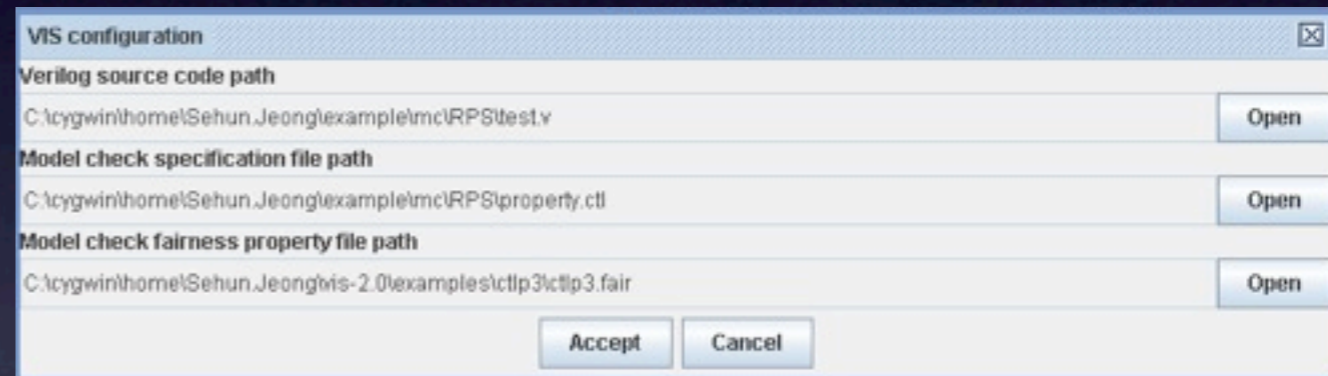 VIS configuration
Verilog source code path
C:\cygwin\home\Sehun.Jeong\example\mc\RPS\test.v
Open
Model check specification file path
C:\cygwin\home\Sehun.Jeong\example\mc\RPS\property.ctl
Open
Model check fairness property file path
C:\cygwin\home\Sehun.Jeong\vis-2.0\examples\ctlp3\ctlp3.fair
Open
Accept Cancel